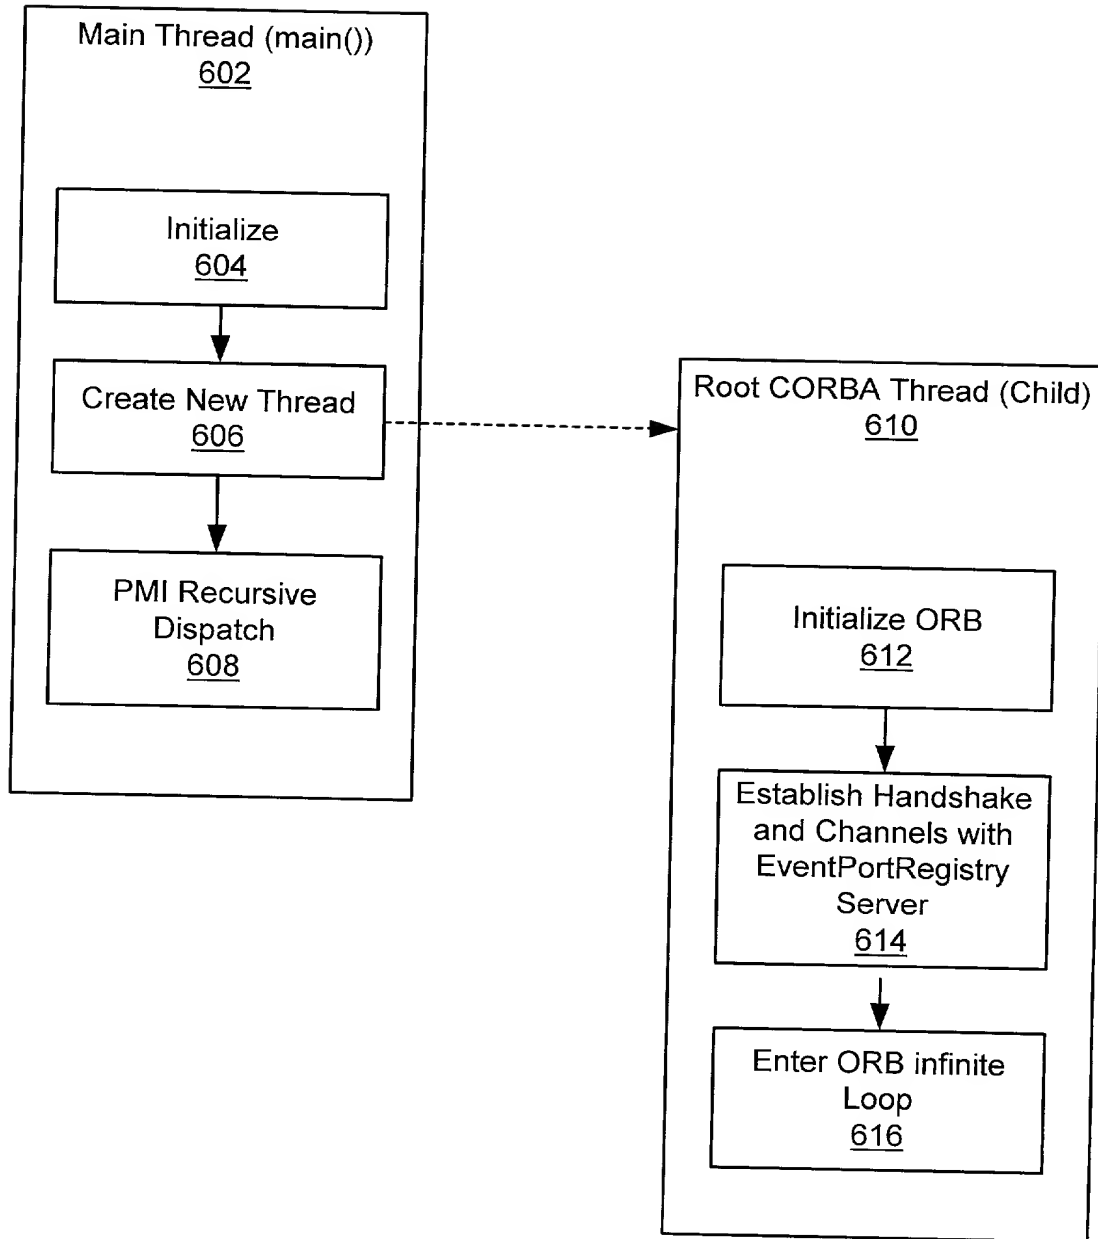 Main Thread (main())
602
Initialize
604
Create New Thread
606
PMI Recursive
Dispatch
608
Root CORBA Thread (Child)
610
Initialize ORB
612
Establish Handshake
and Channels with
EventPortRegistry
Server
614
Enter ORB infinite
Loop
616